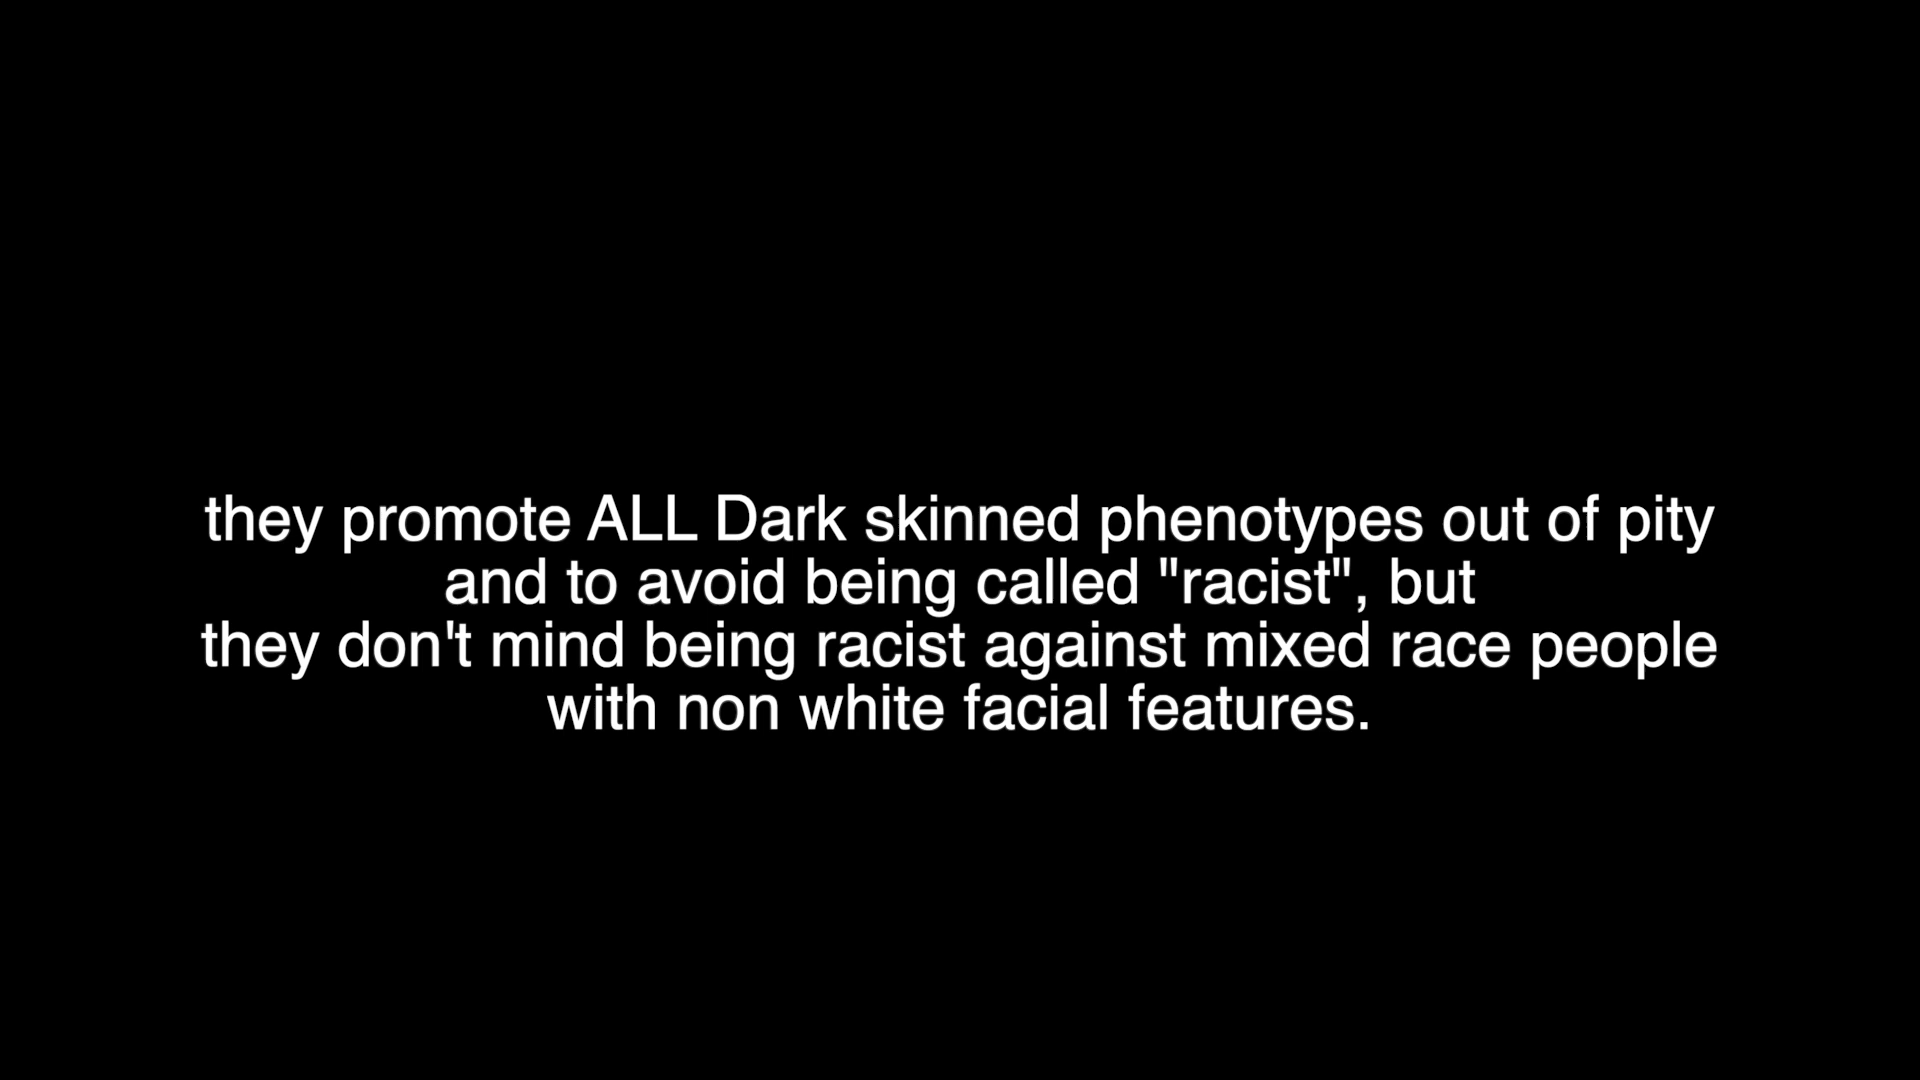 they promote ALL Dark skinned phenotypes out of pity
and to avoid being called "racist", but
they don't mind being racist against mixed race people
with non white facial features.